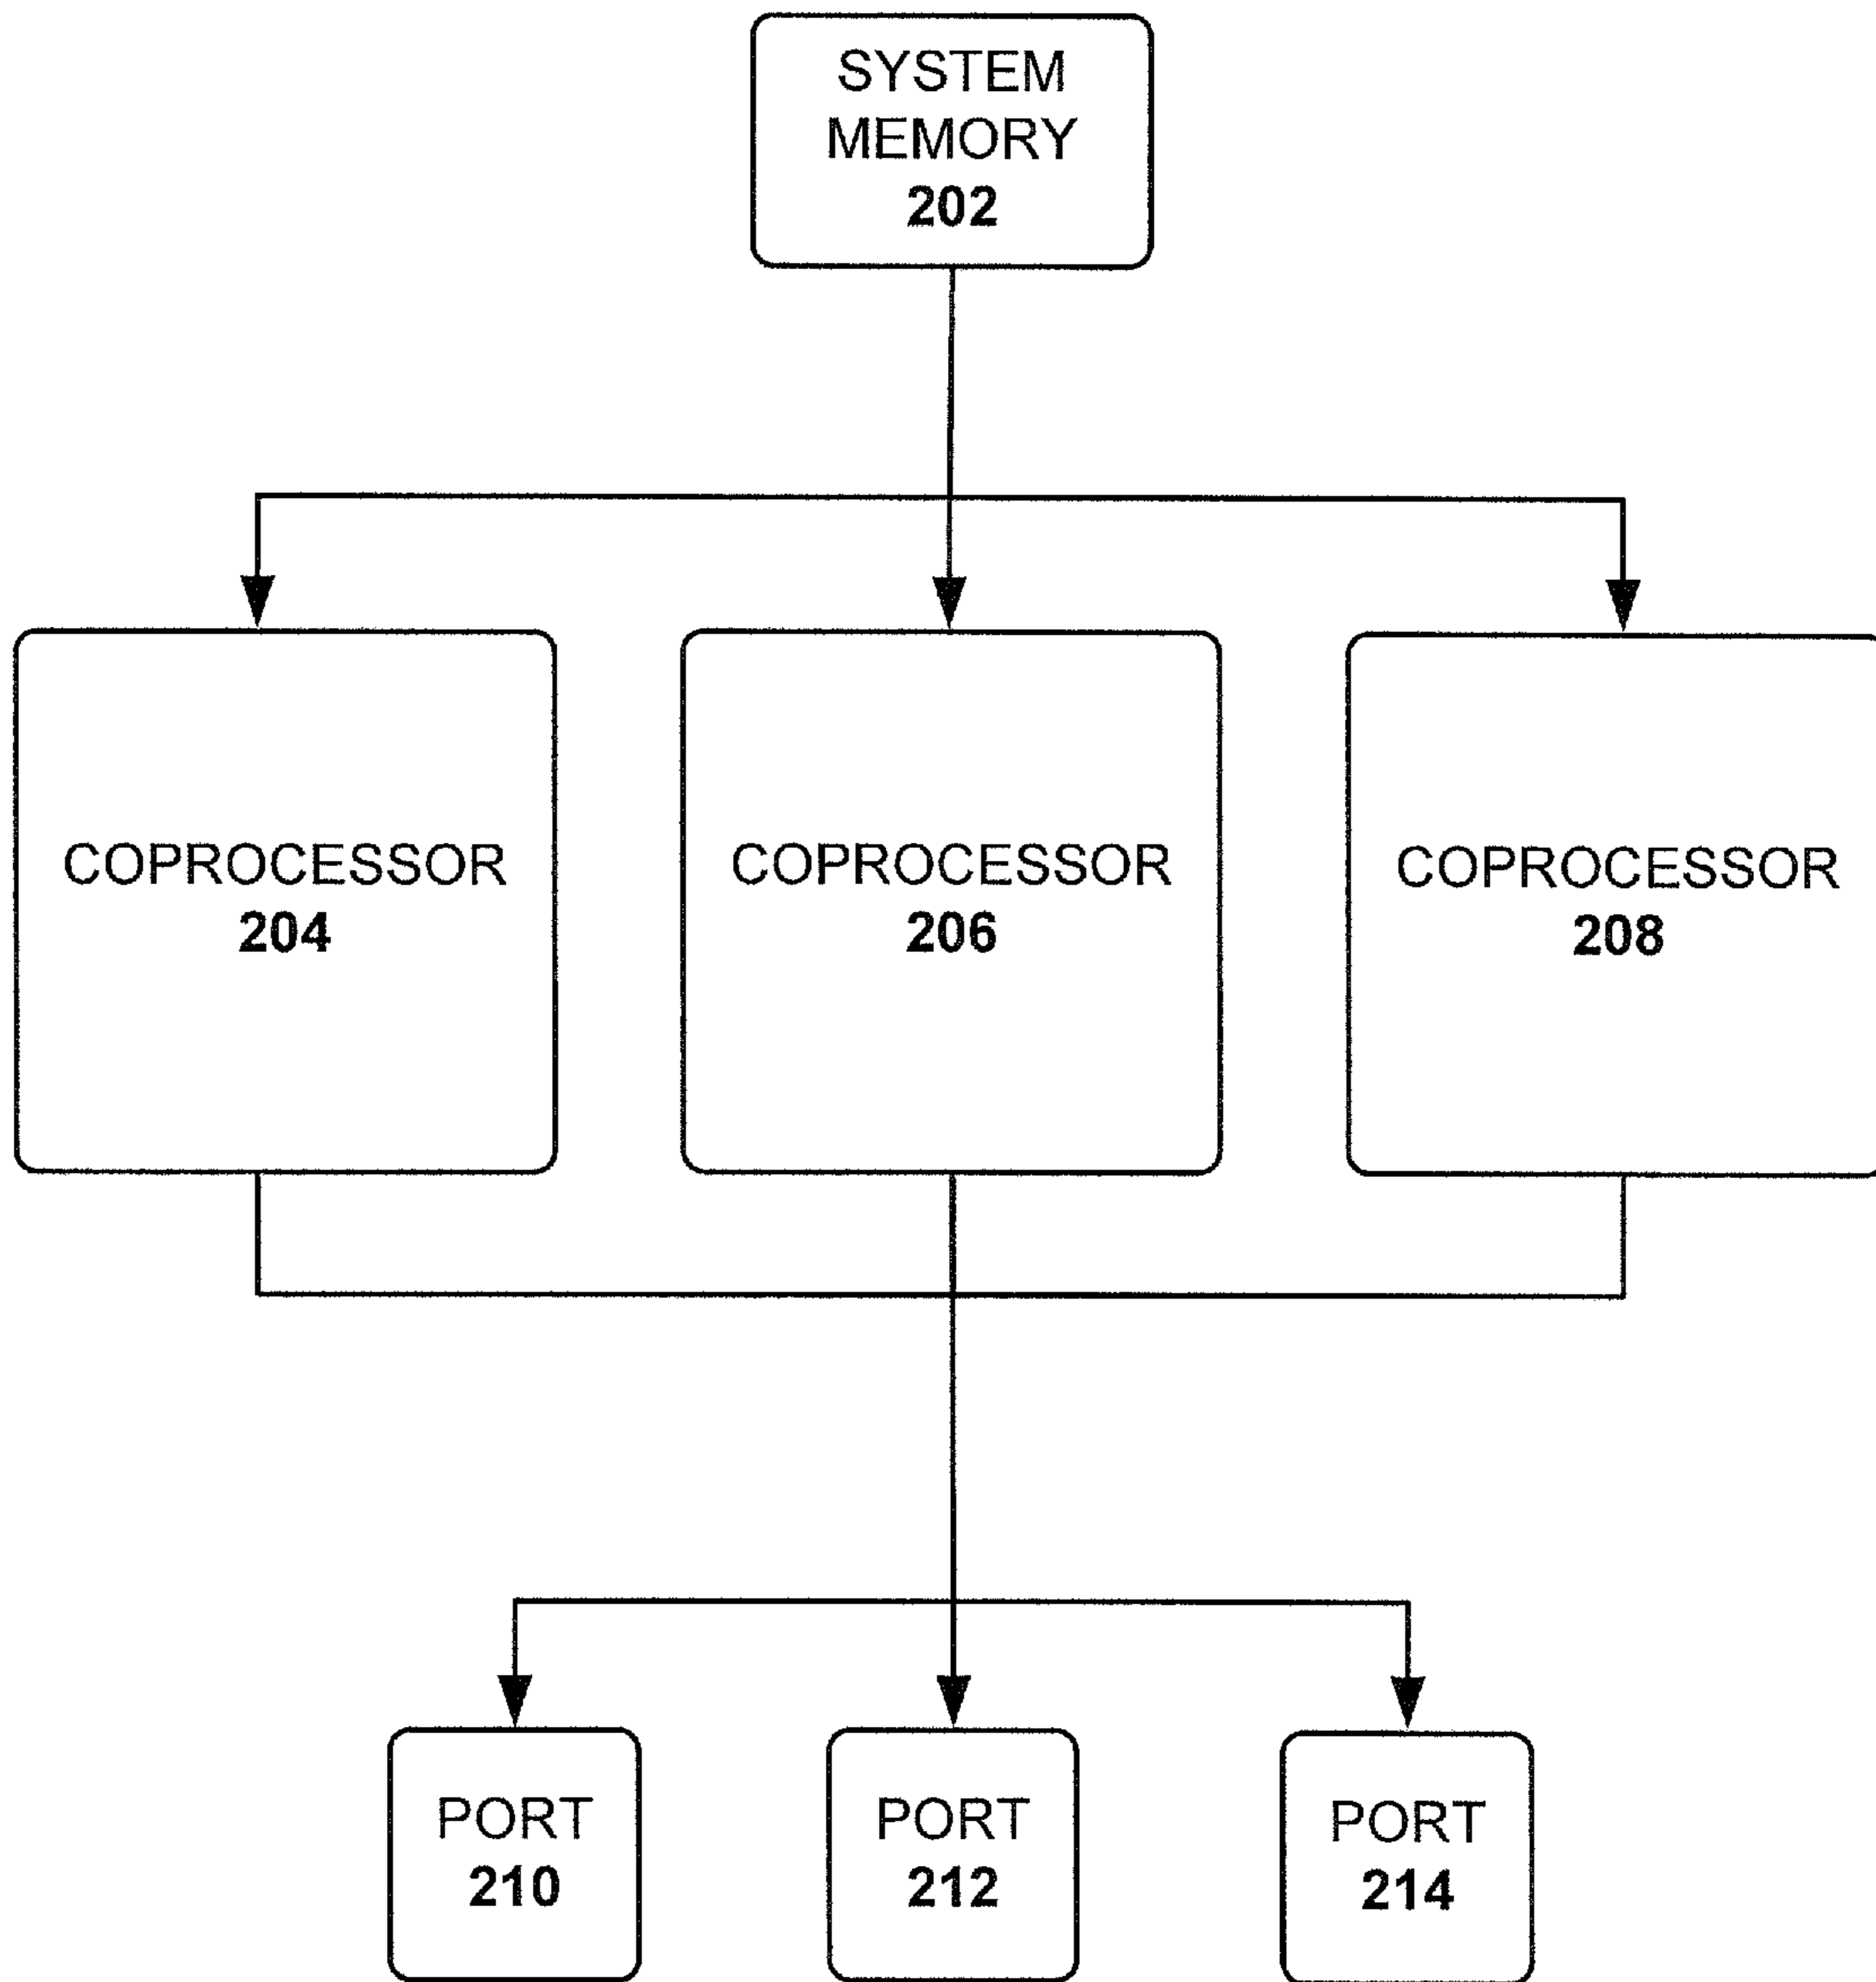 SYSTEM
MEMORY
202
COPROCESSOR
204
COPROCESSOR
206
COPROCESSOR
208
PORT
210
PORT
212
PORT
214